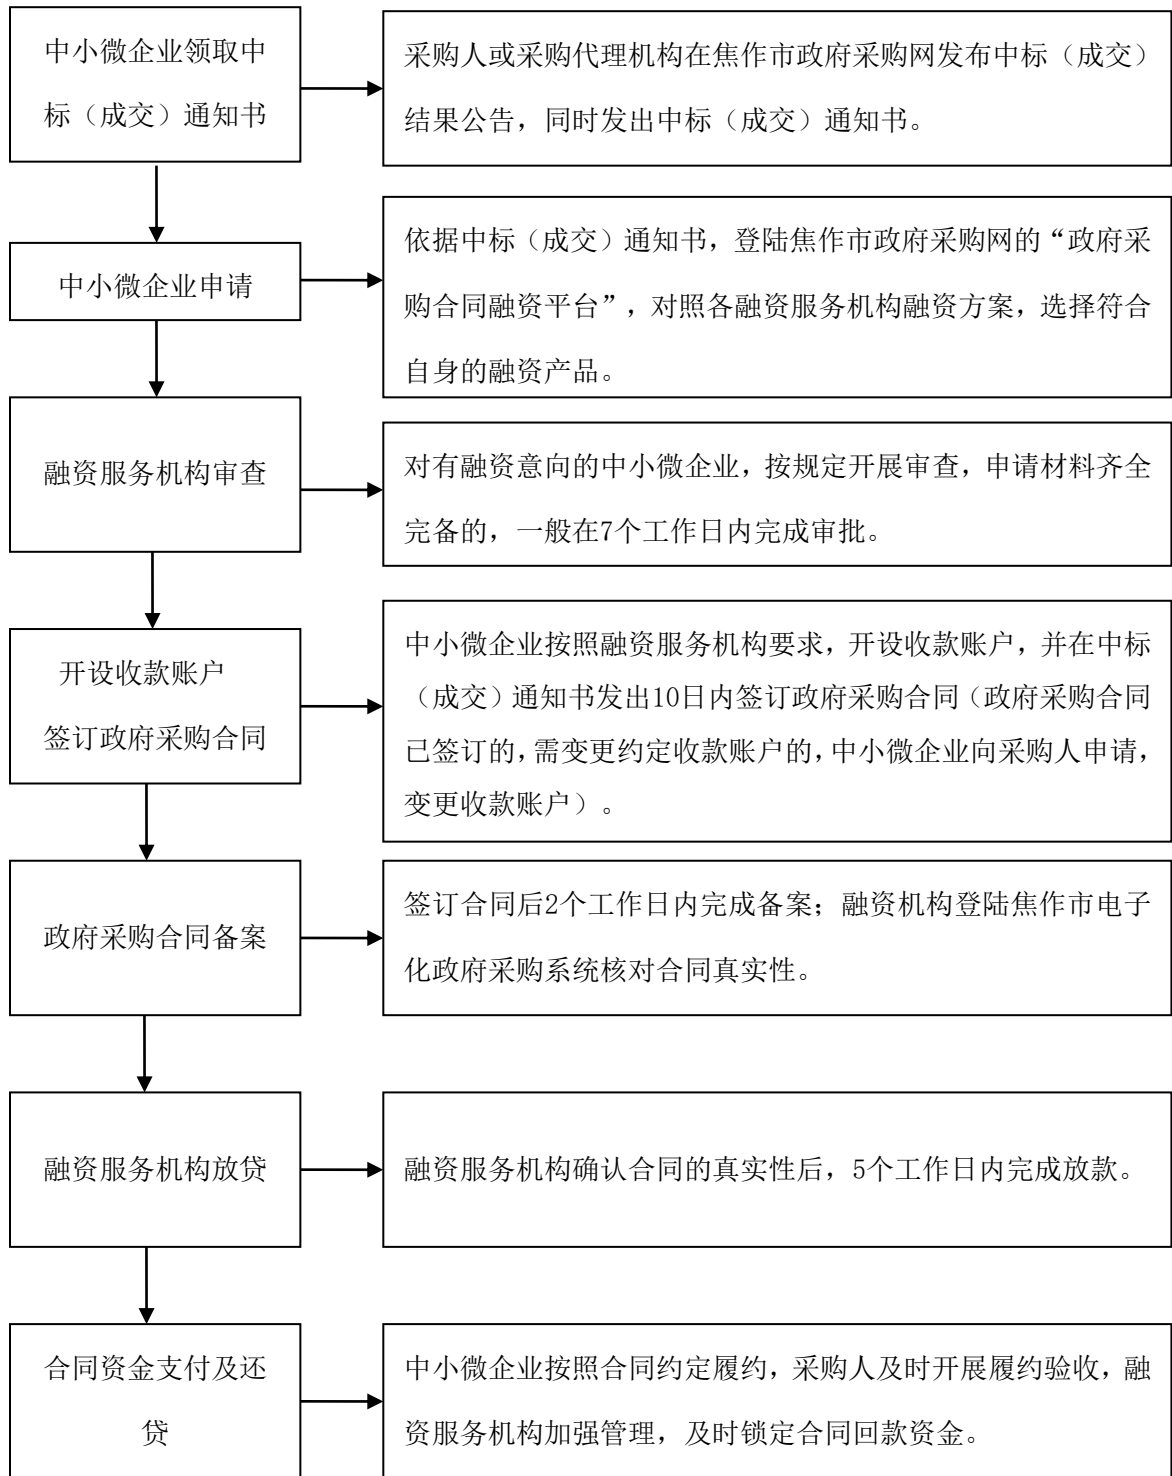 中小微企业领取中
标（成交）通知书
采购人或采购代理机构在焦作市政府采购网发布中标（成交）
结果公告，同时发出中标（成交）通知书。
中小微企业申请
依据中标（成交）通知书，登陆焦作市政府采购网的“政府采
购合同融资平台”，对照各融资服务机构融资方案，选择符合
自身的融资产品。
融资服务机构审查
对有融资意向的中小微企业，按规定开展审查，申请材料齐全
完备的，一般在7个工作日内完成审批。
开设收款账户
签订政府采购合同
中小微企业按照融资服务机构要求，开设收款账户，并在中标
（成交）通知书发出10日内签订政府采购合同（政府采购合同
已签订的，需变更约定收款账户的，中小微企业向采购人申请，
变更收款账户）。
政府采购合同备案
签订合同后2个工作日内完成备案；融资机构登陆焦作市电子
化政府采购系统核对合同真实性。
融资服务机构放贷
融资服务机构确认合同的真实性后，5个工作日内完成放款。
合同资金支付及还
贷
中小微企业按照合同约定履约，采购人及时开展履约验收，融
资服务机构加强管理，及时锁定合同回款资金。